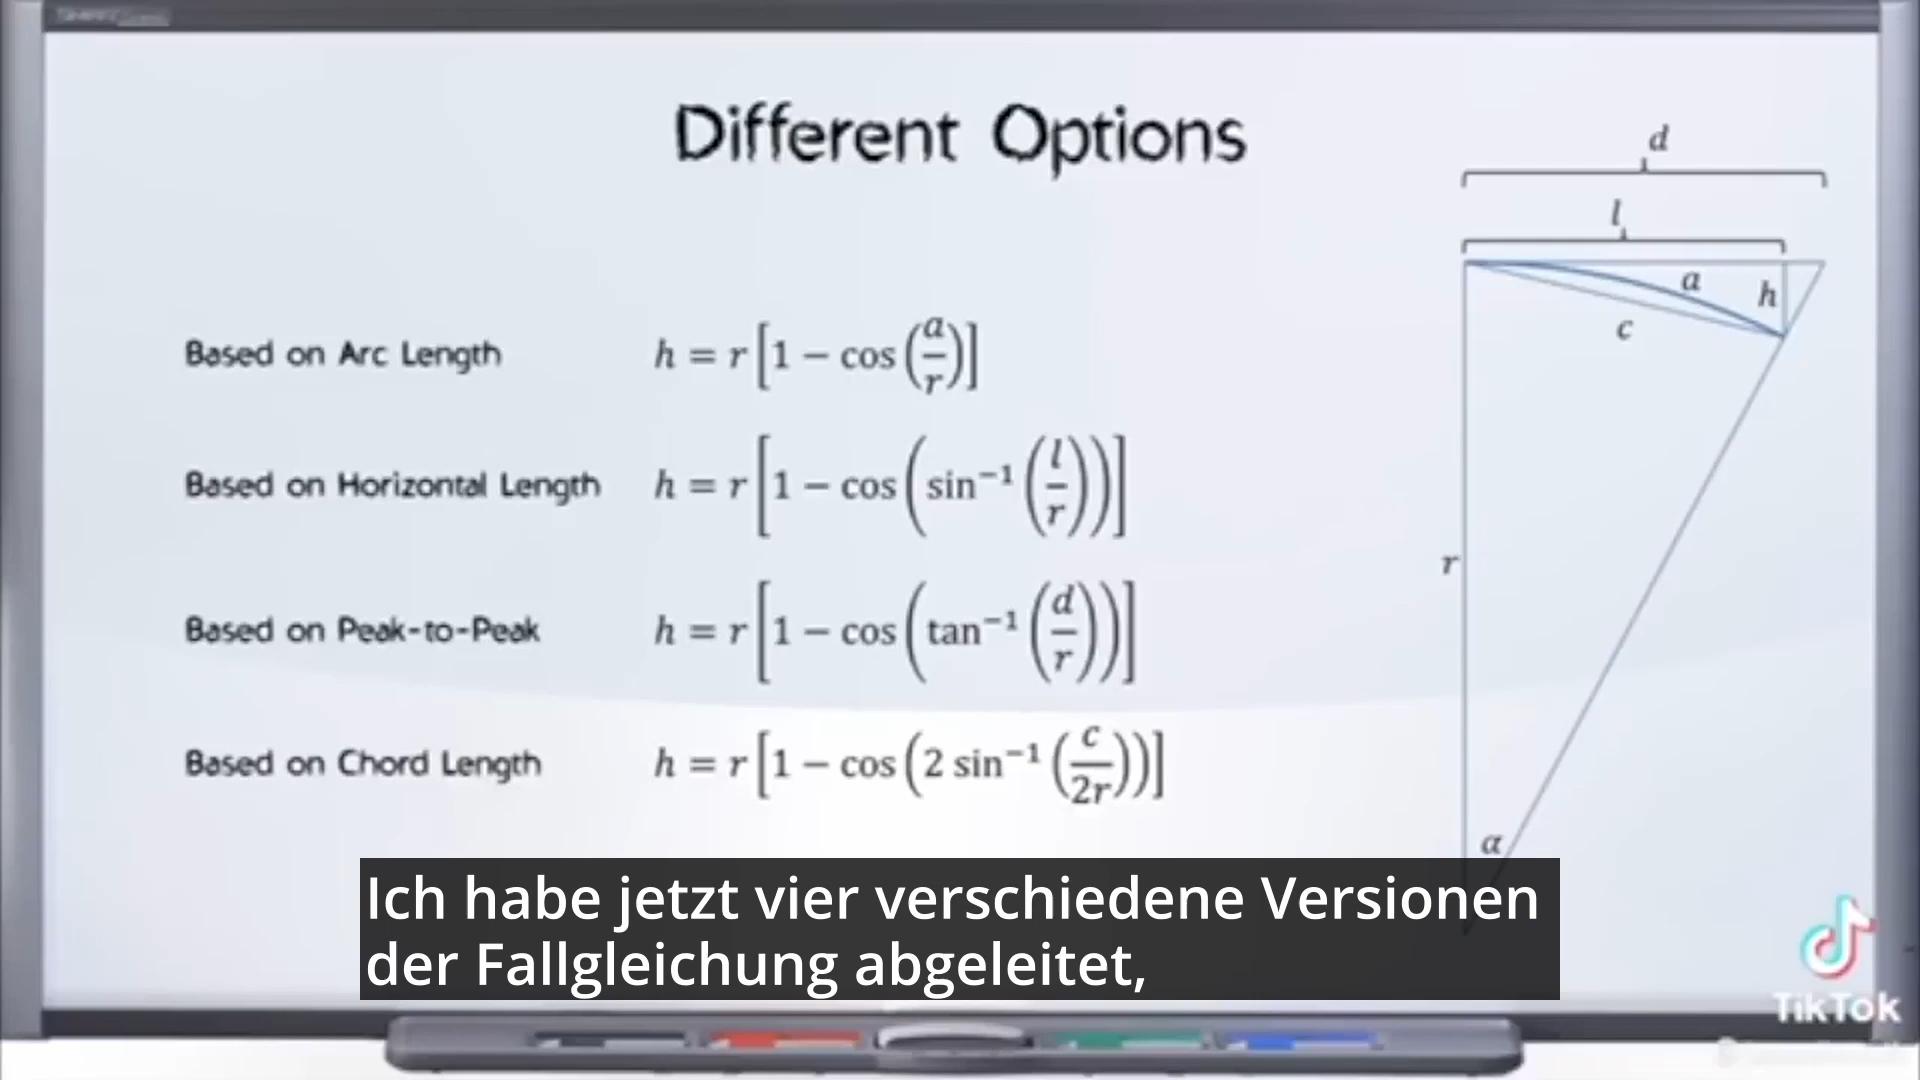 Different Options
Based on Arc Length h = r[1 − cos(a/r)]
Based on Horizontal Length h = r[1 − cos(sin⁻¹(l/r))]
Based on Peak-to-Peak h = r[1 − cos(tan⁻¹(d/r))]
Based on Chord Length h = r[1 − cos(2 sin⁻¹(c/2r))]
d
l
a
h
c
r
α
Ich habe jetzt vier verschiedene Versionen
der Fallgleichung abgeleitet,
TikTok